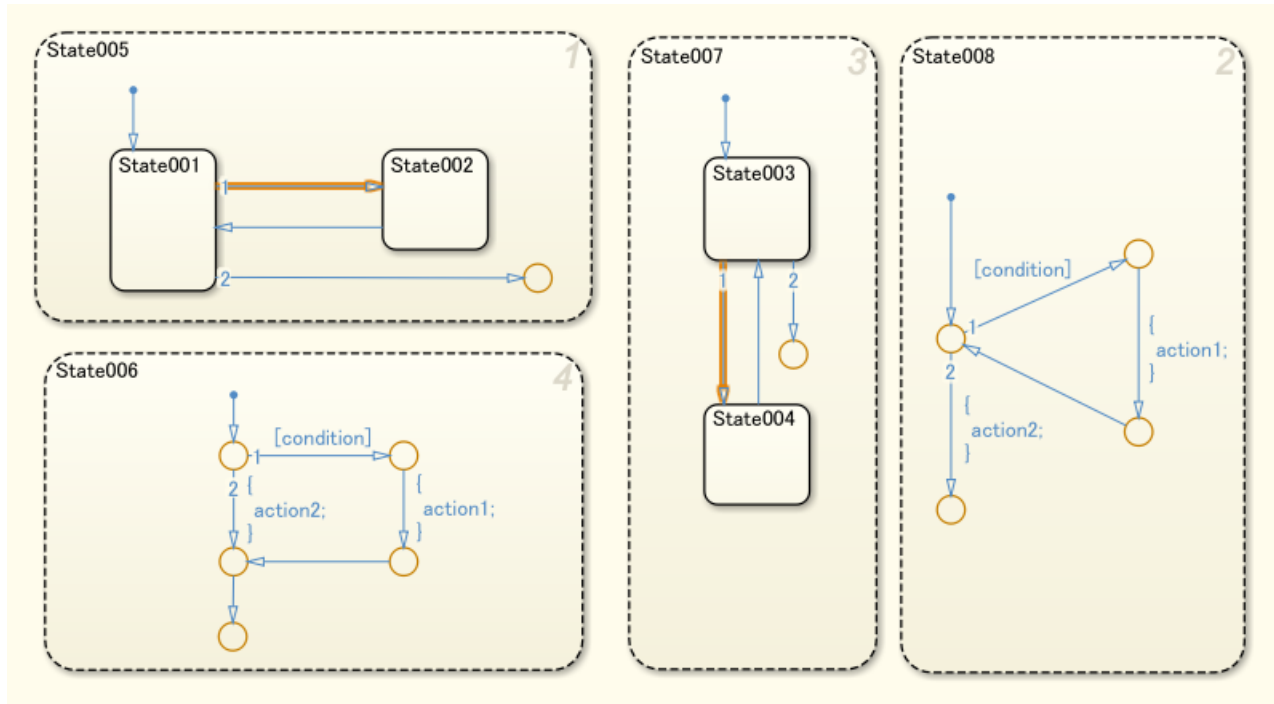 State005
1
State001
State002
1
2
State006
4
[condition]
1
2
{
action2;
}
{
action1;
}
State007
3
State003
1
2
State004
State008
2
[condition]
1
{
action1;
}
2
{
action2;
}